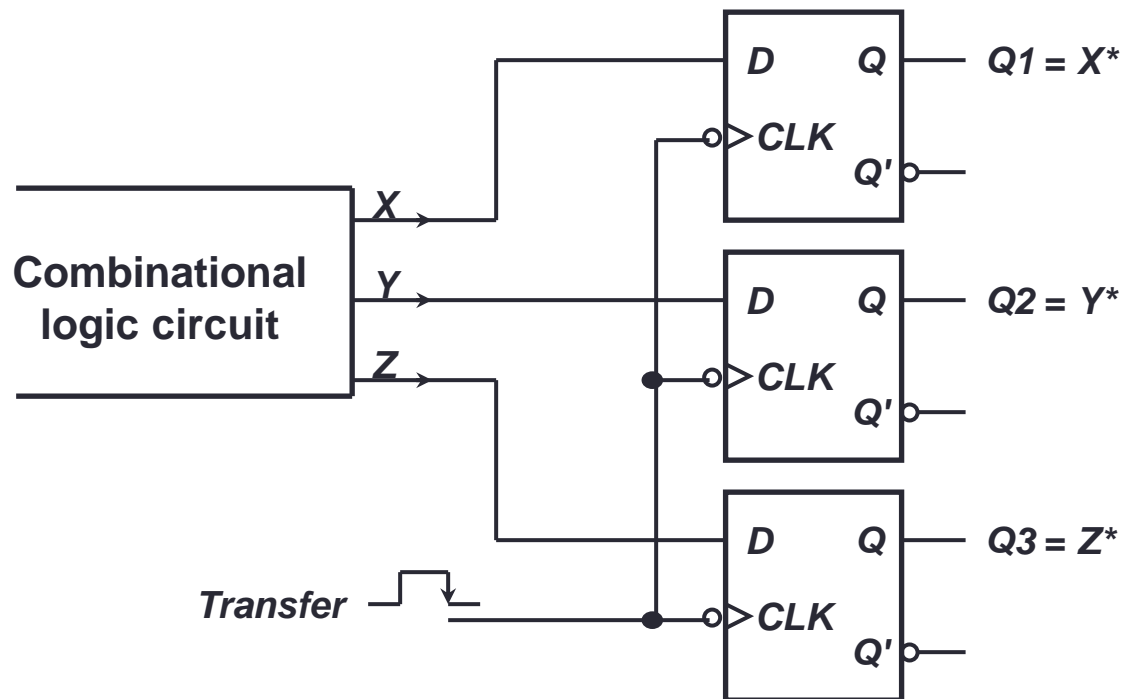 D Q
Q1 = X*
CLK
Q'
X
Combinational
logic circuit
Y
D Q
Q2 = Y*
Z
CLK
Q'
D Q
Q3 = Z*
Transfer
CLK
Q'